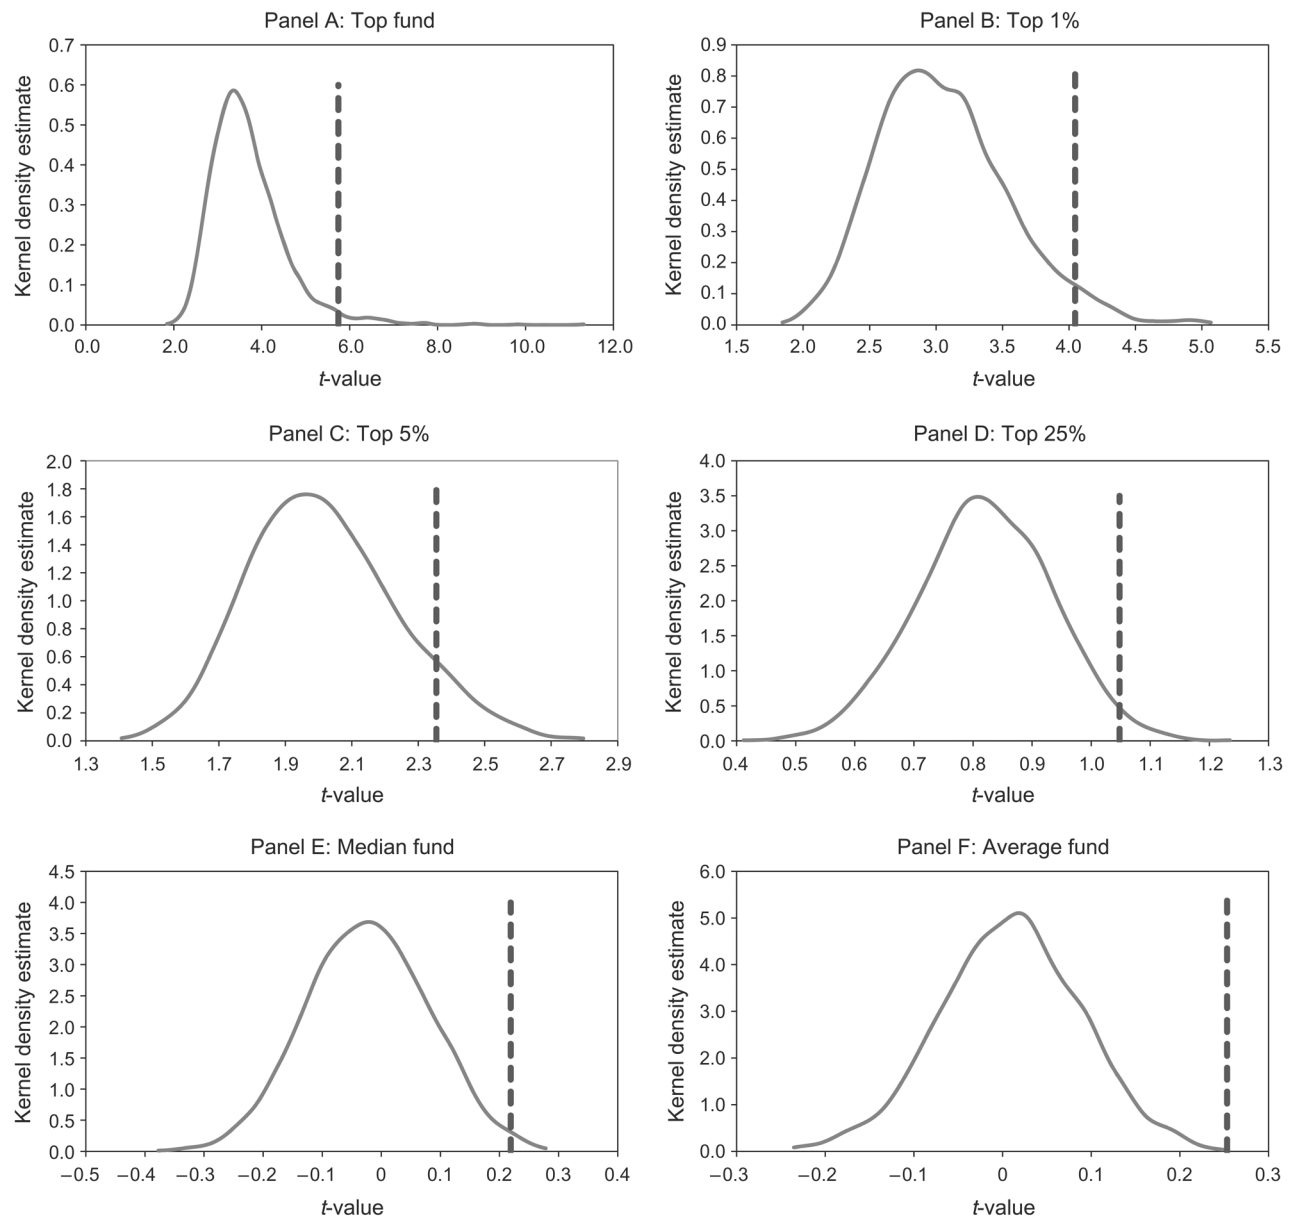 Panel A: Top fund
Kernel density estimate
0.7
0.6
0.5
0.4
0.3
0.2
0.1
0.0
0.0 2.0 4.0 6.0 8.0 10.0 12.0
t-value
Panel B: Top 1%
Kernel density estimate
0.9
0.8
0.7
0.6
0.5
0.4
0.3
0.2
0.1
0.0
1.5 2.0 2.5 3.0 3.5 4.0 4.5 5.0 5.5
t-value
Panel C: Top 5%
Kernel density estimate
2.0
1.8
1.6
1.4
1.2
1.0
0.8
0.6
0.4
0.2
0.0
1.3 1.5 1.7 1.9 2.1 2.3 2.5 2.7 2.9
t-value
Panel D: Top 25%
Kernel density estimate
4.0
3.5
3.0
2.5
2.0
1.5
1.0
0.5
0.0
0.4 0.5 0.6 0.7 0.8 0.9 1.0 1.1 1.2 1.3
t-value
Panel E: Median fund
Kernel density estimate
4.5
4.0
3.5
3.0
2.5
2.0
1.5
1.0
0.5
0.0
−0.5 −0.4 −0.3 −0.2 −0.1 0 0.1 0.2 0.3 0.4
t-value
Panel F: Average fund
Kernel density estimate
6.0
5.0
4.0
3.0
2.0
1.0
0.0
−0.3 −0.2 −0.1 0 0.1 0.2 0.3
t-value